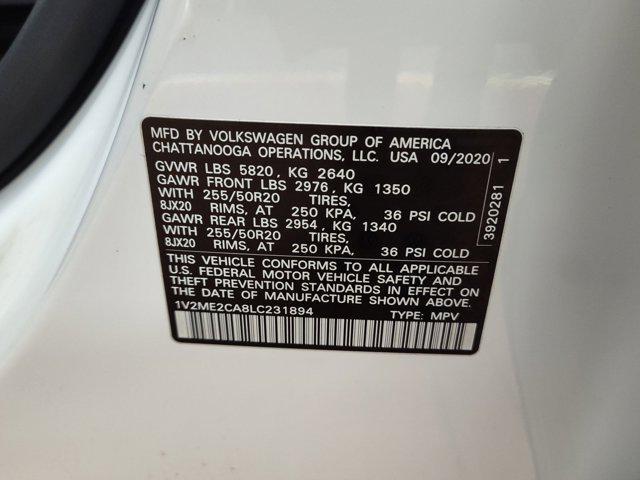 MFD BY VOLKSWAGEN GROUP OF AMERICA
CHATTANOOGA OPERATIONS, LLC. USA 09/2020
GVWR LBS 5820, KG 2640
GAWR FRONT LBS 2976, KG 1350
WITH 255/50R20 TIRES,
8JX20 RIMS, AT 250 KPA, 36 PSI COLD
GAWR REAR LBS 2954, KG 1340
WITH 255/50R20 TIRES,
8JX20 RIMS, AT 250 KPA, 36 PSI COLD
THIS VEHICLE CONFORMS TO ALL APPLICABLE
U.S. FEDERAL MOTOR VEHICLE SAFETY AND
THEFT PREVENTION STANDARDS IN EFFECT ON
THE DATE OF MANUFACTURE SHOWN ABOVE.
1V2ME2CA8LC231894 TYPE: MPV
3920281 1